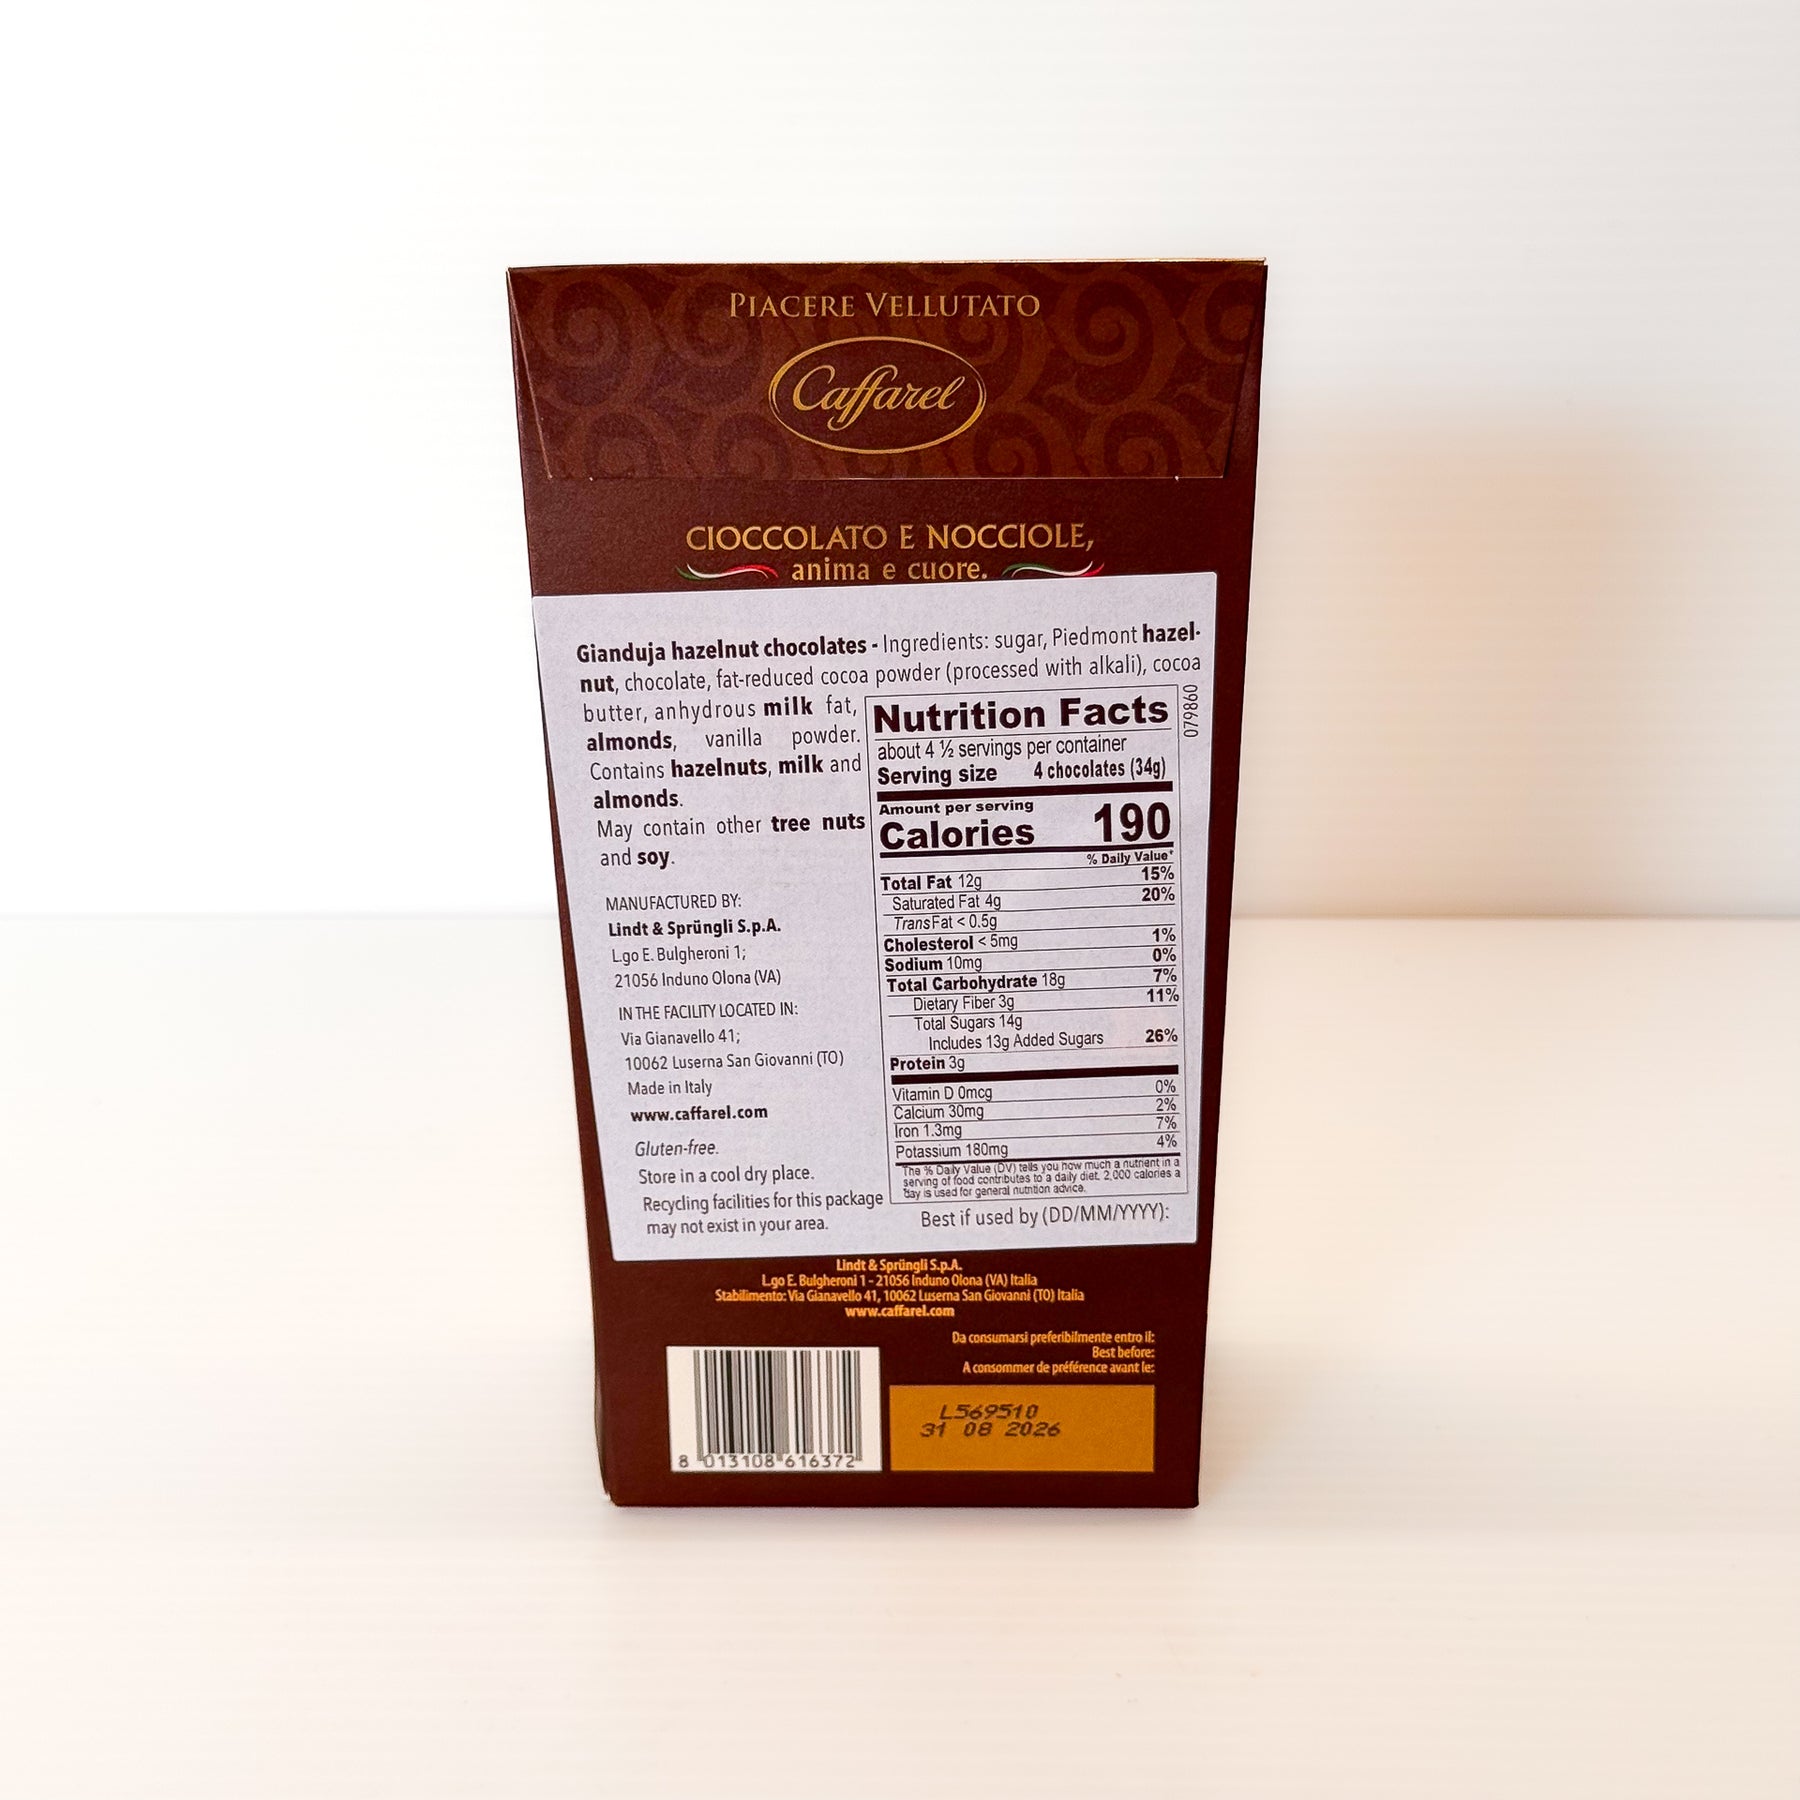 PIACERE VELLUTATO
Caffarel
CIOCCOLATO E NOCCIOLE,
anima e cuore.
Gianduja hazelnut chocolates - Ingredients: sugar, Piedmont hazel-
nut, chocolate, fat-reduced cocoa powder (processed with alkali), cocoa
butter, anhydrous milk fat,
almonds, vanilla powder.
Contains hazelnuts, milk and
almonds.
May contain other tree nuts
and soy.
MANUFACTURED BY:
Lindt & Sprüngli S.p.A.
L.go E. Bulgheroni 1;
21056 Induno Olona (VA)
IN THE FACILITY LOCATED IN:
Via Gianavello 41;
10062 Luserna San Giovanni (TO)
Made in Italy
www.caffarel.com
Gluten-free.
Store in a cool dry place.
Recycling facilities for this package
may not exist in your area.
079860
Nutrition Facts
about 4 ½ servings per container
Serving size 4 chocolates (34g)
Amount per serving
Calories 190
% Daily Value*
Total Fat 12g 15%
Saturated Fat 4g 20%
Trans Fat < 0.5g
Cholesterol < 5mg 1%
Sodium 10mg 0%
Total Carbohydrate 18g 7%
Dietary Fiber 3g 11%
Total Sugars 14g
Includes 13g Added Sugars 26%
Protein 3g
Vitamin D 0mcg 0%
Calcium 30mg 2%
Iron 1.3mg 7%
Potassium 180mg 4%
*The % Daily Value (DV) tells you how much a nutrient in a
serving of food contributes to a daily diet. 2,000 calories a
day is used for general nutrition advice.
Best if used by (DD/MM/YYYY):
Lindt & Sprüngli S.p.A.
L.go E. Bulgheroni 1 - 21056 Induno Olona (VA) Italia
Stabilimento: Via Gianavello 41, 10062 Luserna San Giovanni (TO) Italia
www.caffarel.com
Da consumarsi preferibilmente entro il:
Best before:
A consommer de préférence avant le:
L569510
31 08 2026
8 013108 616372